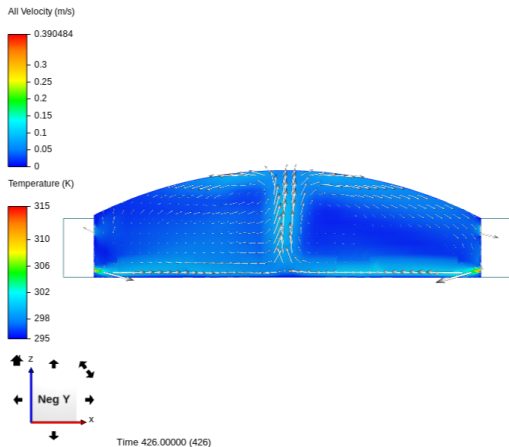 All Velocity (m/s)
0.390484
0.3
0.25
0.2
0.15
0.1
0.05
0
Temperature (K)
315
310
306
302
298
295
z
Neg Y
x
Time 426.00000 (426)